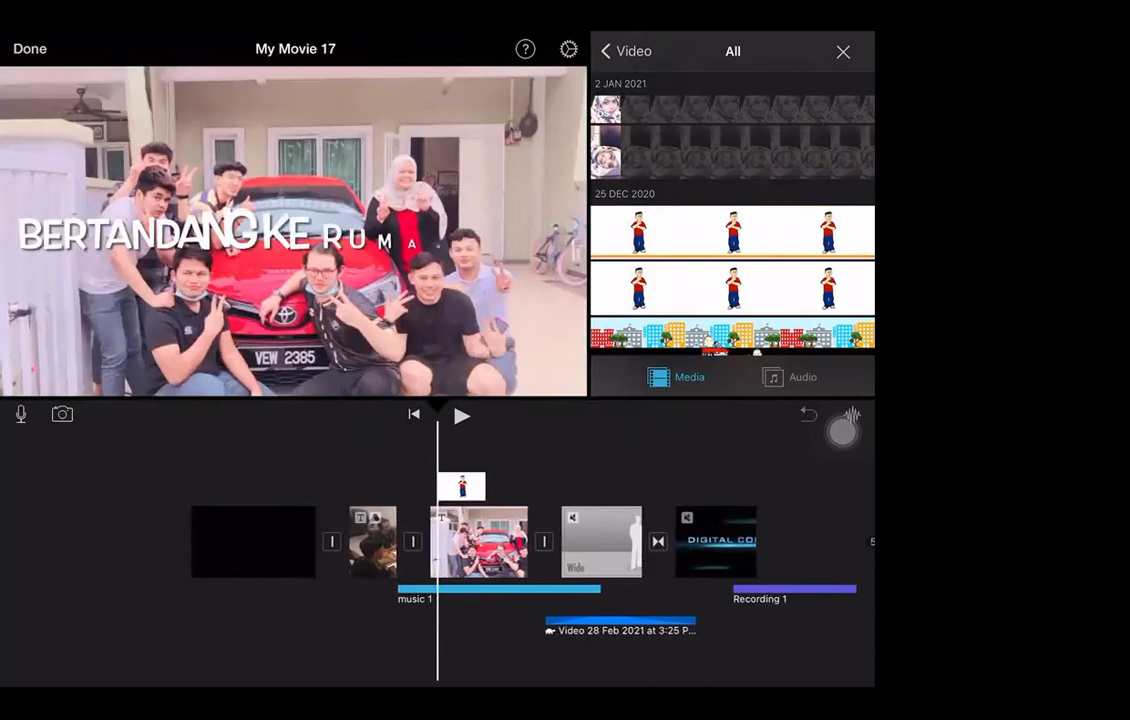 Done
My Movie 17
?
Video
All
2 JAN 2021
25 DEC 2020
BERTANDANG KE RUMA
VEW 2385
Media
Audio
T
T
Wide
DIGITAL CO
music 1
Recording 1
Video 28 Feb 2021 at 3:25 P...
5